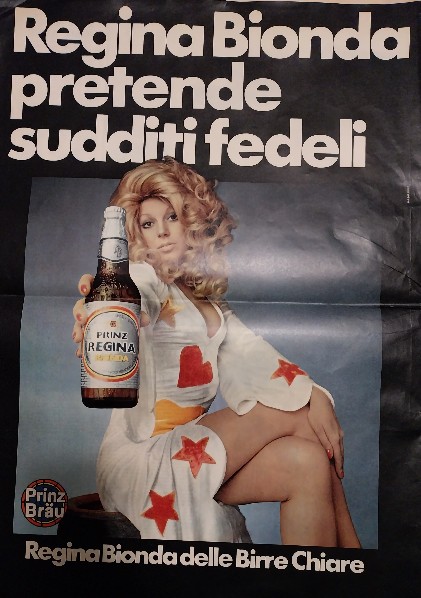 Regina Bionda
pretende
sudditi fedeli
PRINZ
REGINA
Prinz
Bräu
Regina Bionda delle Birre Chiare